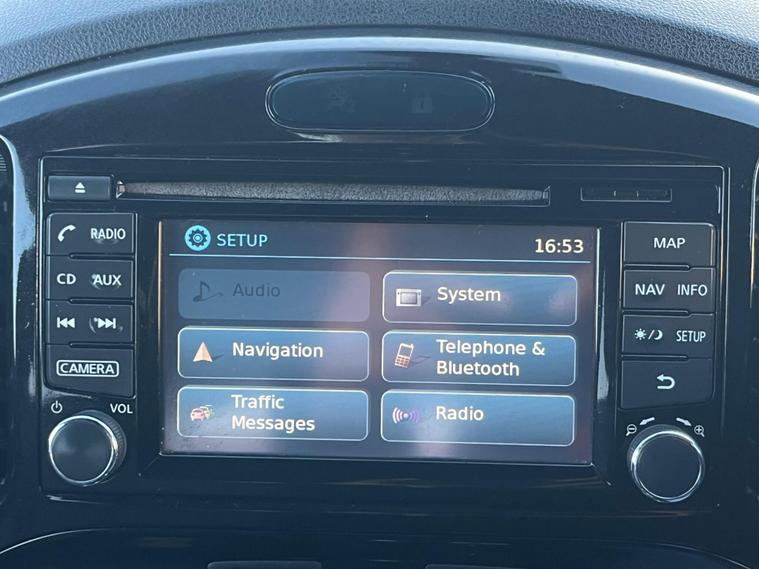 SETUP 16:53
Audio
System
Navigation
Telephone &
Bluetooth
Traffic
Messages
Radio
RADIO
CD AUX
CAMERA
VOL
MAP
NAV INFO
SETUP